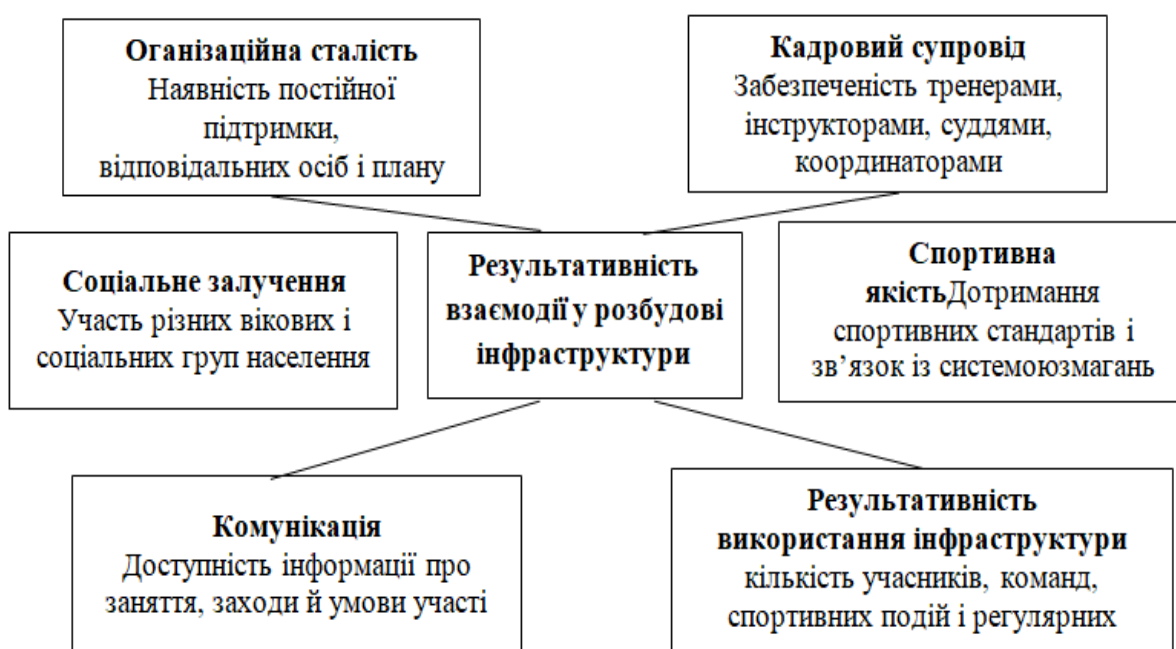 Оганізаційна сталість
Наявність постійної
підтримки,
відповідальних осіб і плану
Кадровий супровід
Забезпеченість тренерами,
інструкторами, суддями,
координаторами
Соціальне залучення
Участь різних вікових і
соціальних груп населення
Результативність
взаємодії у розбудові
інфраструктури
Спортивна
якістьДотримання
спортивних стандартів і
зв’язок із системоюзмагань
Комунікація
Доступність інформації про
заняття, заходи й умови участі
Результативність
використання інфраструктури
кількість учасників, команд,
спортивних подій і регулярних